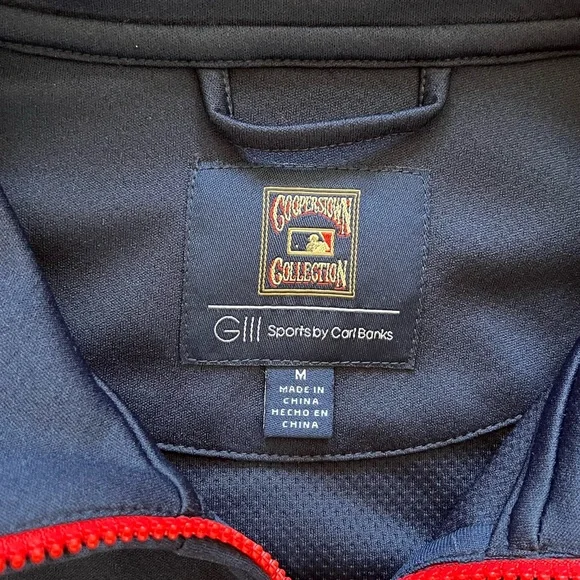 COOPERSTOWN
COLLECTION
GIII Sports by Carl Banks
M
MADE IN
CHINA
HECHO EN
CHINA